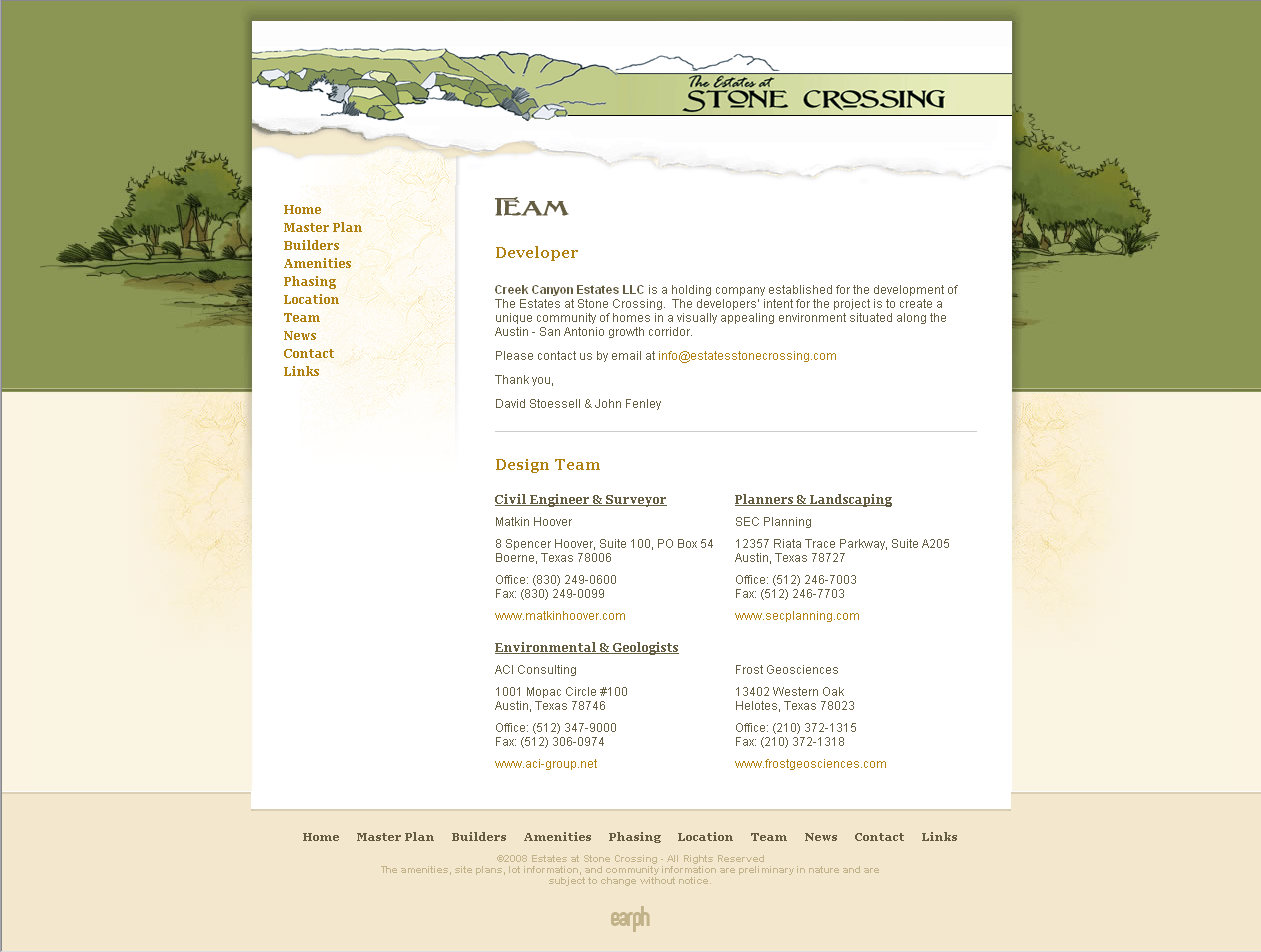 The Estates at
STONE CROSSING
Home
Master Plan
Builders
Amenities
Phasing
Location
Team
News
Contact
Links
TEAM
Developer
Creek Canyon Estates LLC is a holding company established for the development of
The Estates at Stone Crossing. The developers' intent for the project is to create a
unique community of homes in a visually appealing environment situated along the
Austin - San Antonio growth corridor.
Please contact us by email at info@estatesstonecrossing.com
Thank you,
David Stoessell & John Fenley
Design Team
Civil Engineer & Surveyor
Matkin Hoover
8 Spencer Hoover, Suite 100, PO Box 54
Boerne, Texas 78006
Office: (830) 249-0600
Fax: (830) 249-0099
www.matkinhoover.com
Planners & Landscaping
SEC Planning
12357 Riata Trace Parkway, Suite A205
Austin, Texas 78727
Office: (512) 246-7003
Fax: (512) 246-7703
www.secplanning.com
Environmental & Geologists
ACI Consulting
1001 Mopac Circle #100
Austin, Texas 78746
Office: (512) 347-9000
Fax: (512) 306-0974
www.aci-group.net
Frost Geosciences
13402 Western Oak
Helotes, Texas 78023
Office: (210) 372-1315
Fax: (210) 372-1318
www.frostgeosciences.com
Home Master Plan Builders Amenities Phasing Location Team News Contact Links
©2008 Estates at Stone Crossing - All Rights Reserved
The amenities, site plans, lot information, and community information are preliminary in nature and are
subject to change without notice.
earph